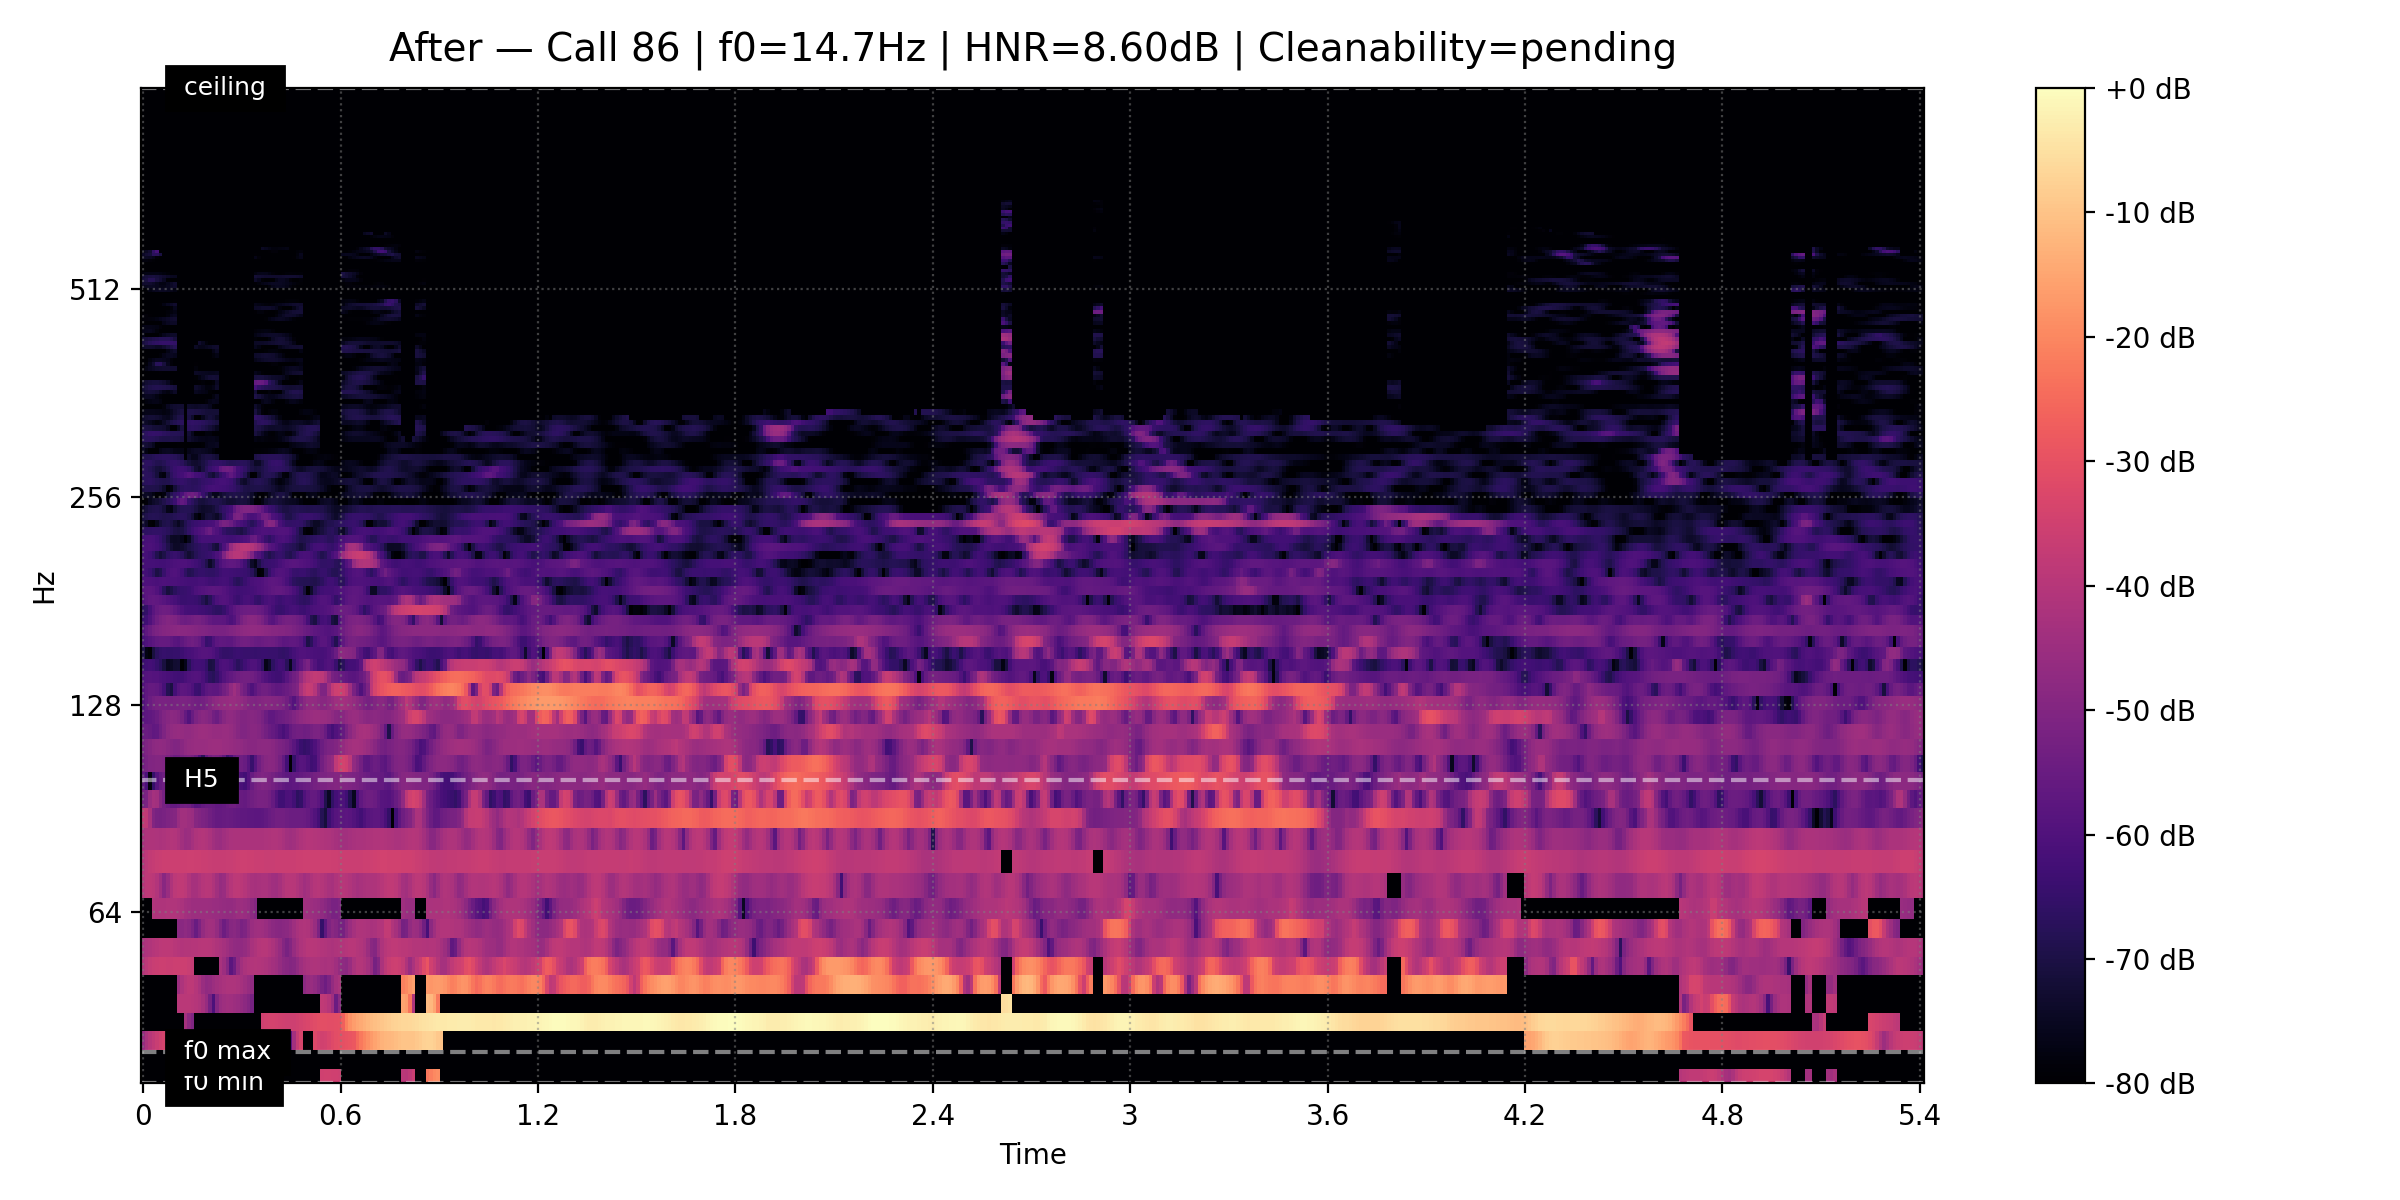 After — Call 86 | f0=14.7Hz | HNR=8.60dB | Cleanability=pending
ceiling
+0 dB
-10 dB
512
-20 dB
-30 dB
256
-40 dB
Hz
128
-50 dB
H5
-60 dB
64
-70 dB
f0 max
f0 min
-80 dB
0 0.6 1.2 1.8 2.4 3 3.6 4.2 4.8 5.4
Time